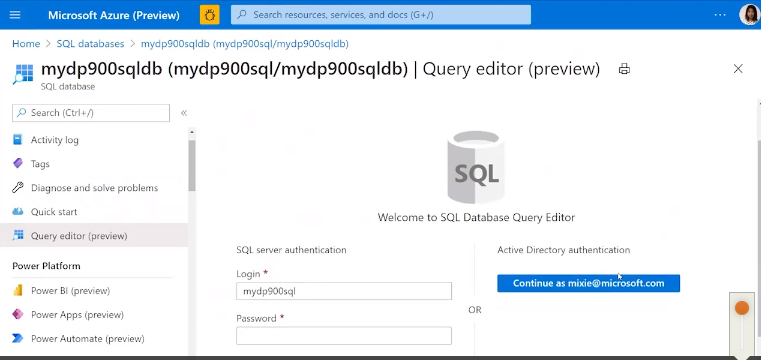 Microsoft Azure (Preview)
Search resources, services, and docs (G+/)
Home > SQL databases > mydp900sqldb (mydp900sql/mydp900sqldb)
mydp900sqldb (mydp900sql/mydp900sqldb) | Query editor (preview)
SQL database
Search (Ctrl+/)
Activity log
Tags
Diagnose and solve problems
Quick start
Query editor (preview)
Power Platform
Power BI (preview)
Power Apps (preview)
Power Automate (preview)
SQL
Welcome to SQL Database Query Editor
SQL server authentication
Login *
mydp900sql
Password *
OR
Active Directory authentication
Continue as mixie@microsoft.com